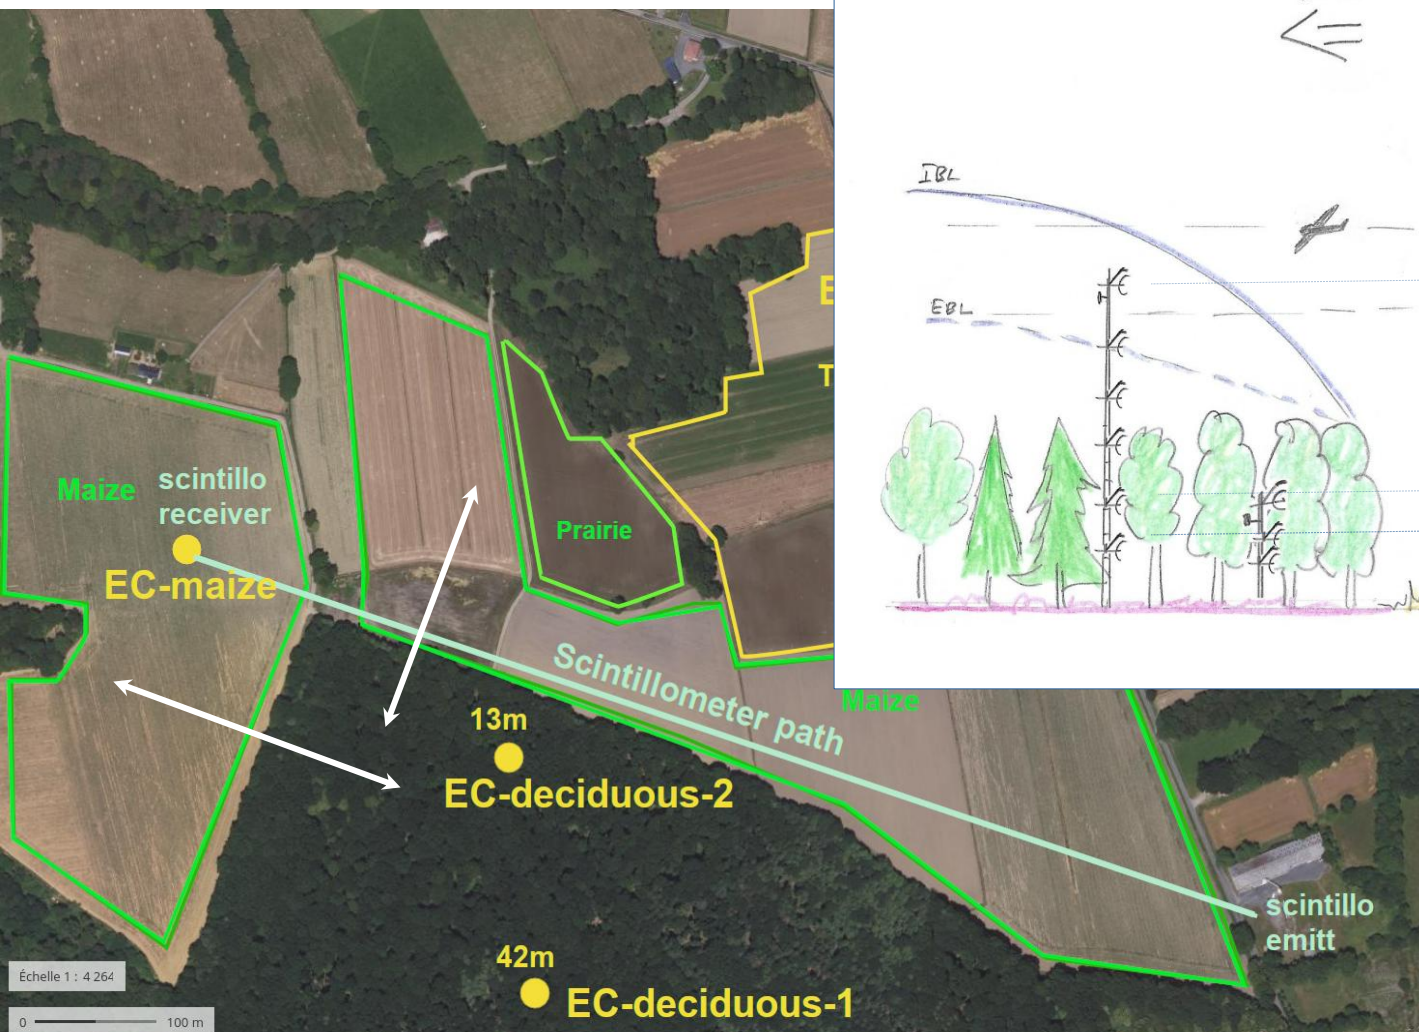 IBL
EBL
E
T
Maize
scintillo
receiver
EC-maize
Prairie
Scintillometer path
Maize
13m
EC-deciduous-2
scintillo
emitt
42m
EC-deciduous-1
Échelle 1 : 4 264
0 100 m